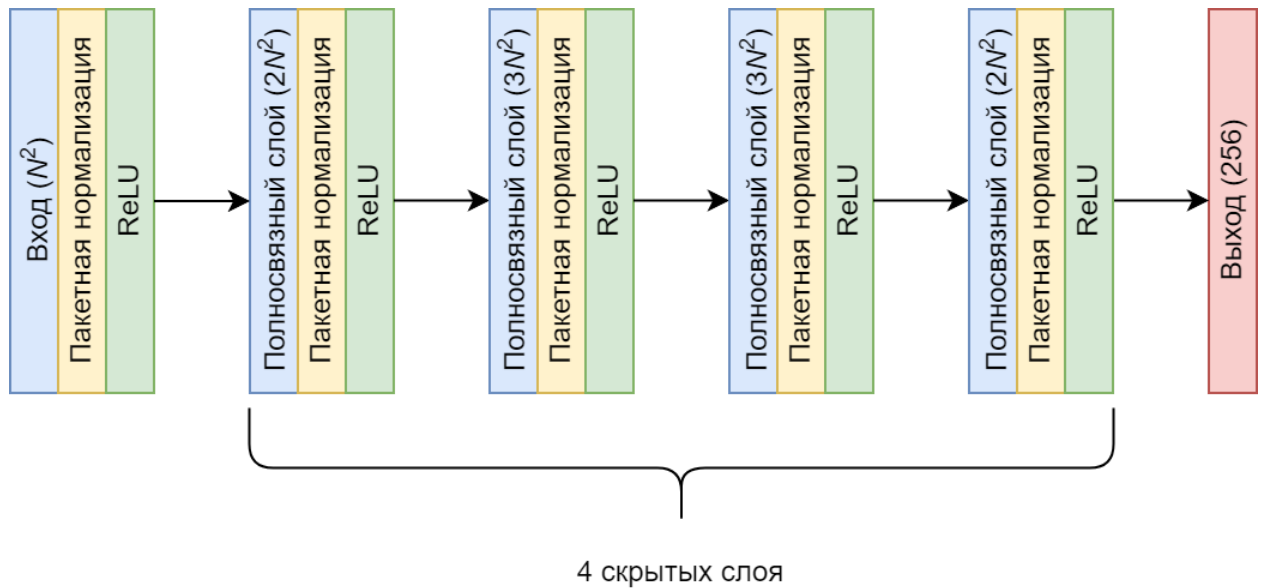 Вход (N²)
Пакетная нормализация
ReLU
Полносвязный слой (2N²)
Пакетная нормализация
ReLU
Полносвязный слой (3N²)
Пакетная нормализация
ReLU
Полносвязный слой (3N²)
Пакетная нормализация
ReLU
Полносвязный слой (2N²)
Пакетная нормализация
ReLU
Выход (256)
4 скрытых слоя